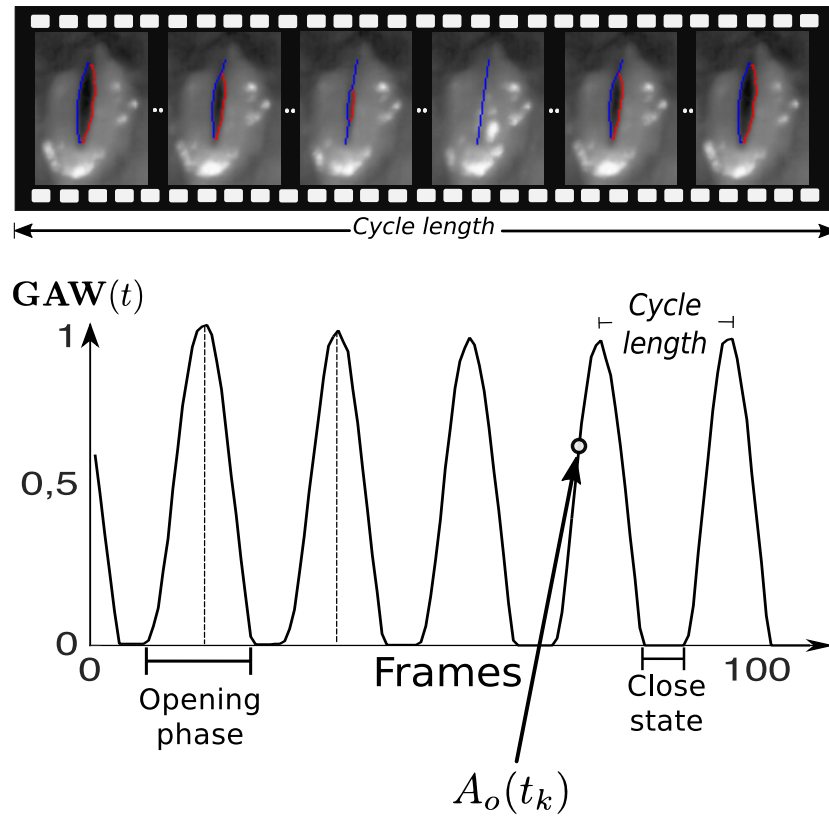 Cycle length
GAW(t)
Cycle
length
1
0,5
0
0
Frames
100
Opening
phase
Close
state
A_o(t_k)